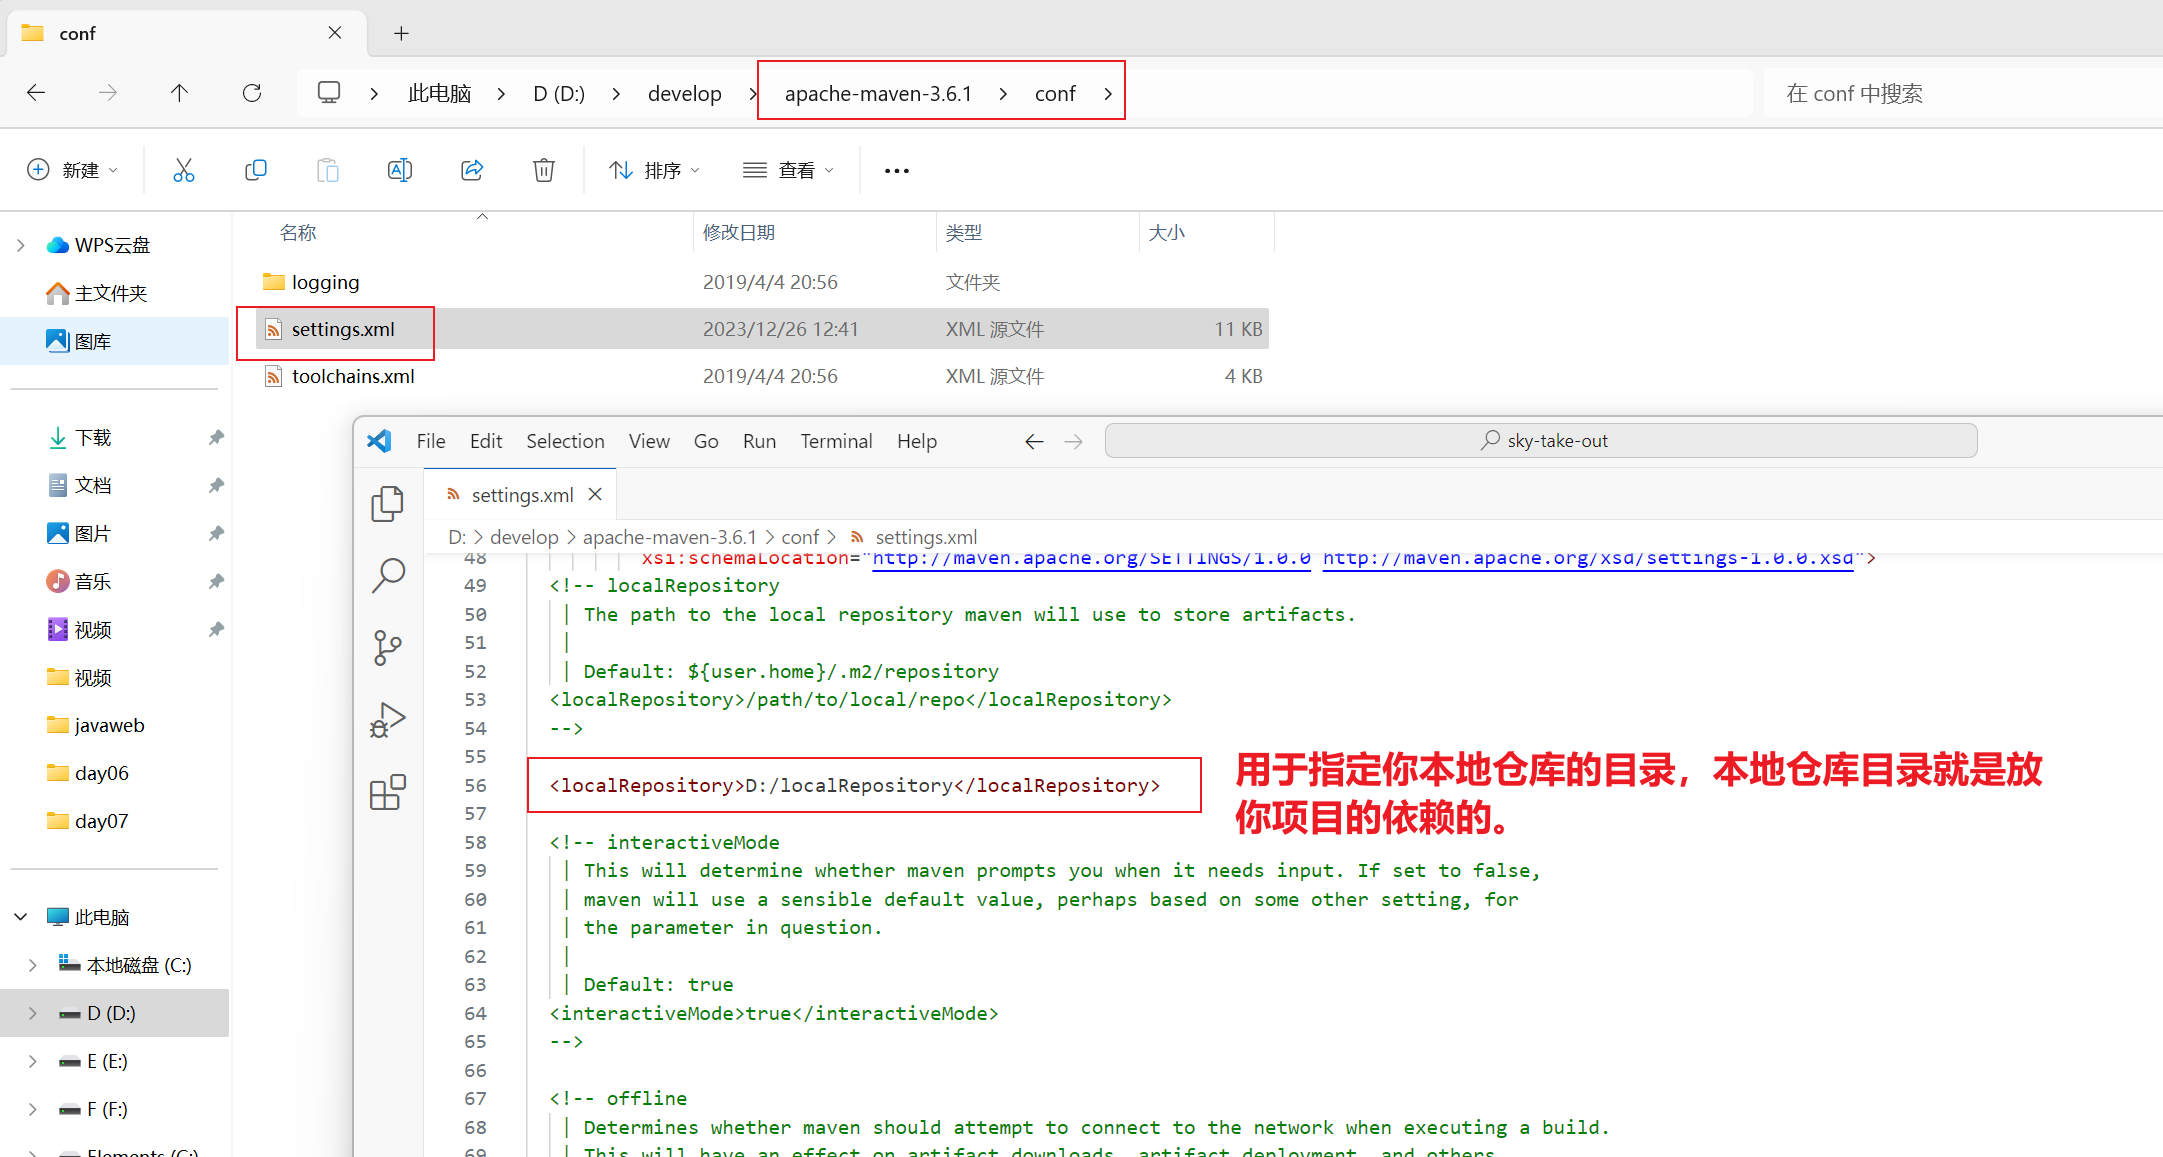 conf
此电脑 D (D:) develop apache-maven-3.6.1 conf 在 conf 中搜索
新建 排序 查看
名称 修改日期 类型 大小
WPS云盘
主文件夹
图库
下载
文档
图片
音乐
视频
视频
javaweb
day06
day07
此电脑
本地磁盘 (C:)
D (D:)
E (E:)
F (F:)
Elements (G:)
logging 2019/4/4 20:56 文件夹
settings.xml 2023/12/26 12:41 XML 源文件 11 KB
toolchains.xml 2019/4/4 20:56 XML 源文件 4 KB
File Edit Selection View Go Run Terminal Help sky-take-out
settings.xml
D: > develop > apache-maven-3.6.1 > conf > settings.xml
48 xsi:schemaLocation="http://maven.apache.org/SETTINGS/1.0.0 http://maven.apache.org/xsd/settings-1.0.0.xsd">
49 <!-- localRepository
50 | The path to the local repository maven will use to store artifacts.
51 |
52 | Default: ${user.home}/.m2/repository
53 <localRepository>/path/to/local/repo</localRepository>
54 -->
55
56 <localRepository>D:/localRepository</localRepository>
57
58 <!-- interactiveMode
59 | This will determine whether maven prompts you when it needs input. If set to false,
60 | maven will use a sensible default value, perhaps based on some other setting, for
61 | the parameter in question.
62 |
63 | Default: true
64 <interactiveMode>true</interactiveMode>
65 -->
66
67 <!-- offline
68 | Determines whether maven should attempt to connect to the network when executing a build.
69 | This will have an effect on artifact downloads, artifact deployment, and others.
用于指定你本地仓库的目录，本地仓库目录就是放
你项目的依赖的。